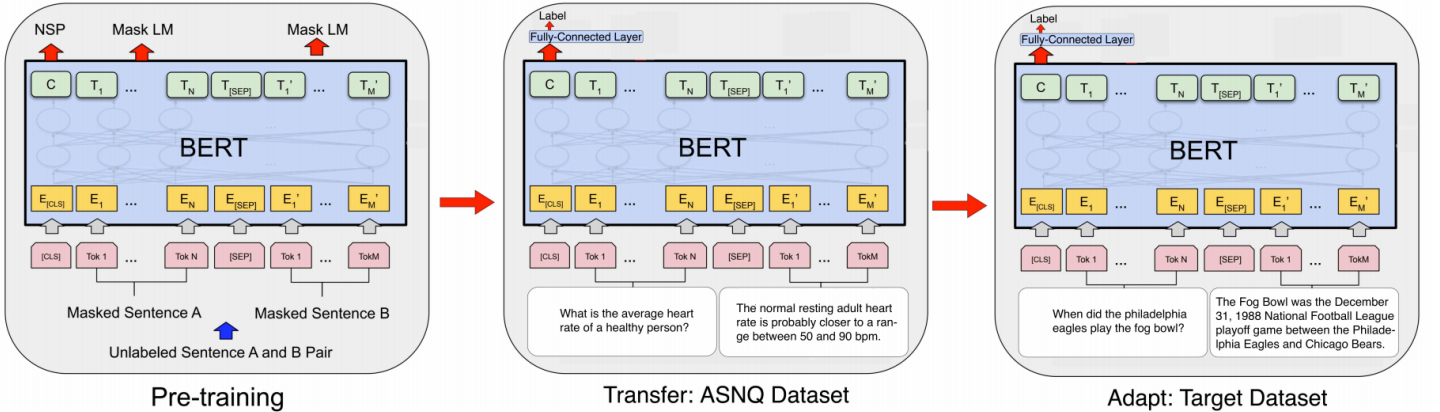 NSP Mask LM Mask LM
C T1 ... TN T[SEP] T1' ... TM'
...
...
BERT
E[CLS] E1 ... EN E[SEP] E1' ... EM'
[CLS] Tok 1 ... Tok N [SEP] Tok 1 ... TokM
Masked Sentence A Masked Sentence B
Unlabeled Sentence A and B Pair
Pre-training
Label
Fully-Connected Layer
C T1 ... TN T[SEP] T1' ... TM'
...
...
BERT
E[CLS] E1 ... EN E[SEP] E1' ... EM'
[CLS] Tok 1 ... Tok N [SEP] Tok 1 ... TokM
What is the average heart
rate of a healthy person?
The normal resting adult heart
rate is probably closer to a ran-
ge between 50 and 90 bpm.
Transfer: ASNQ Dataset
Label
Fully-Connected Layer
C T1 ... TN T[SEP] T1' ... TM'
...
...
BERT
E[CLS] E1 ... EN E[SEP] E1' ... EM'
[CLS] Tok 1 ... Tok N [SEP] Tok 1 ... TokM
When did the philadelphia
eagles play the fog bowl?
The Fog Bowl was the December
31, 1988 National Football League
playoff game between the Philade-
lphia Eagles and Chicago Bears.
Adapt: Target Dataset